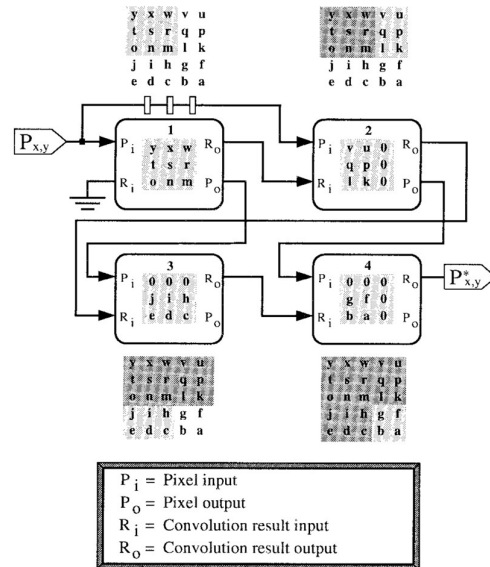 y x w v u
t s r q p
o n m l k
j i h g f
e d c b a
y x w v u
t s r q p
o n m l k
j i h g f
e d c b a
Px,y
1
Pi y x w Ro
t s r
Ri o n m Po
2
Pi v u 0 Ro
q p 0
Ri l k 0 Po
3
Pi 0 0 0 Ro
j i h
Ri e d c Po
4
Pi 0 0 0 Ro
g f 0
Ri b a 0 Po
P*x,y
y x w v u
t s r q p
o n m l k
j i h g f
e d c b a
y x w v u
t s r q p
o n m l k
j i h g f
e d c b a
Pi = Pixel input
Po = Pixel output
Ri = Convolution result input
Ro = Convolution result output